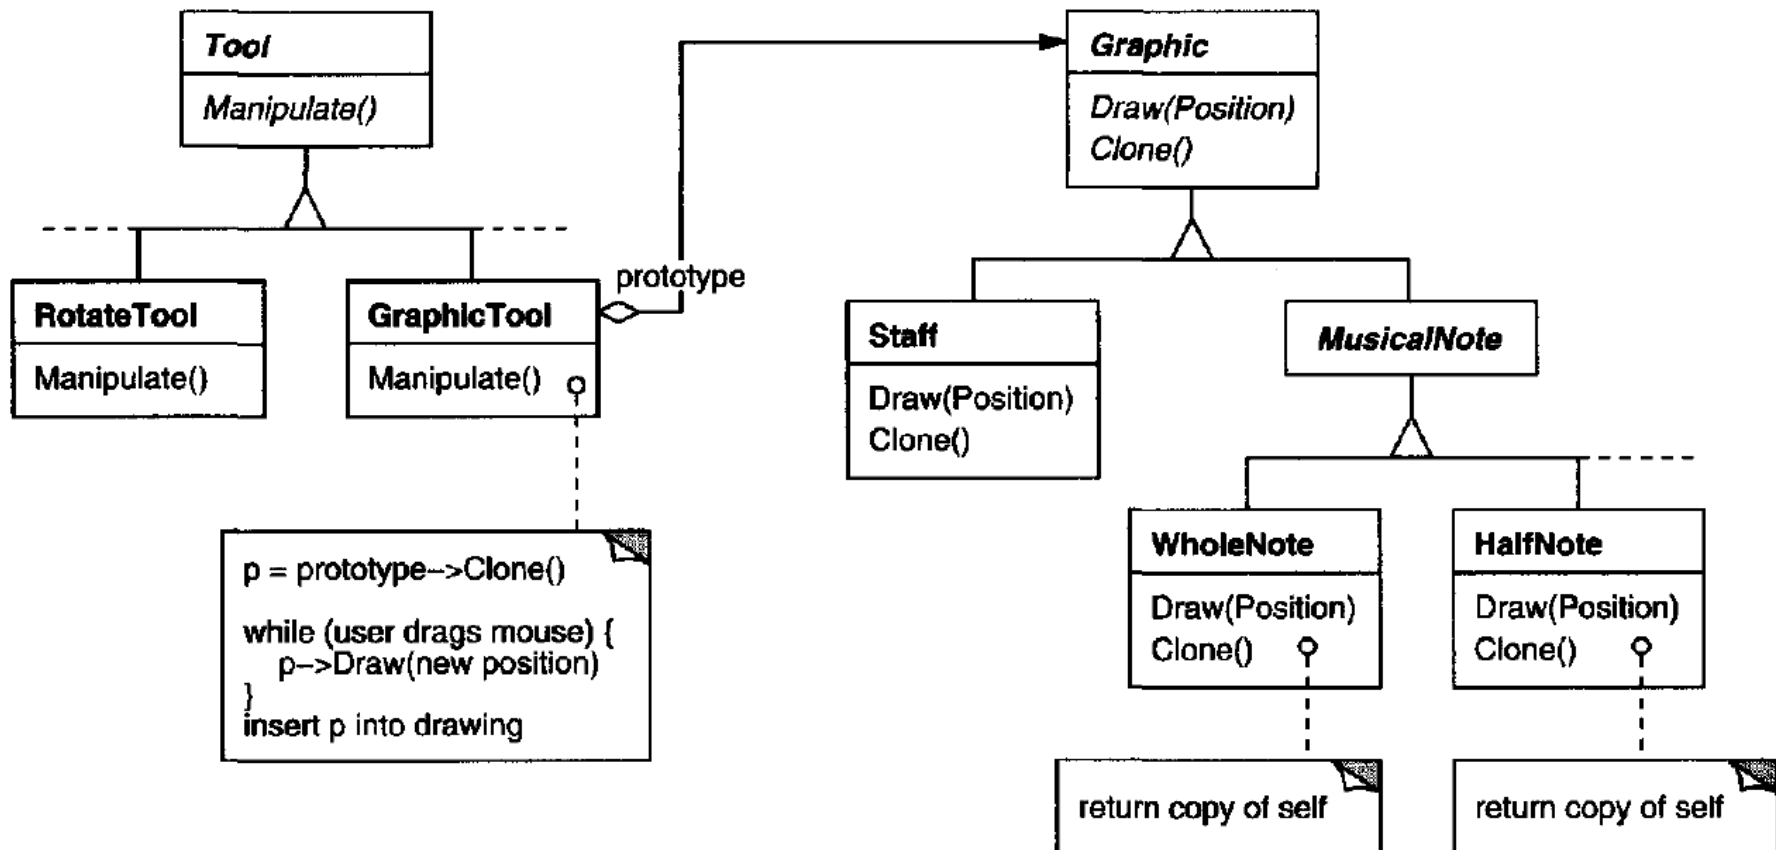 Tool
Manipulate()
RotateTool
Manipulate()
GraphicTool
Manipulate()
prototype
p = prototype->Clone()
while (user drags mouse) {
p->Draw(new position)
}
insert p into drawing
Graphic
Draw(Position)
Clone()
Staff
Draw(Position)
Clone()
MusicalNote
WholeNote
Draw(Position)
Clone()
return copy of self
HalfNote
Draw(Position)
Clone()
return copy of self